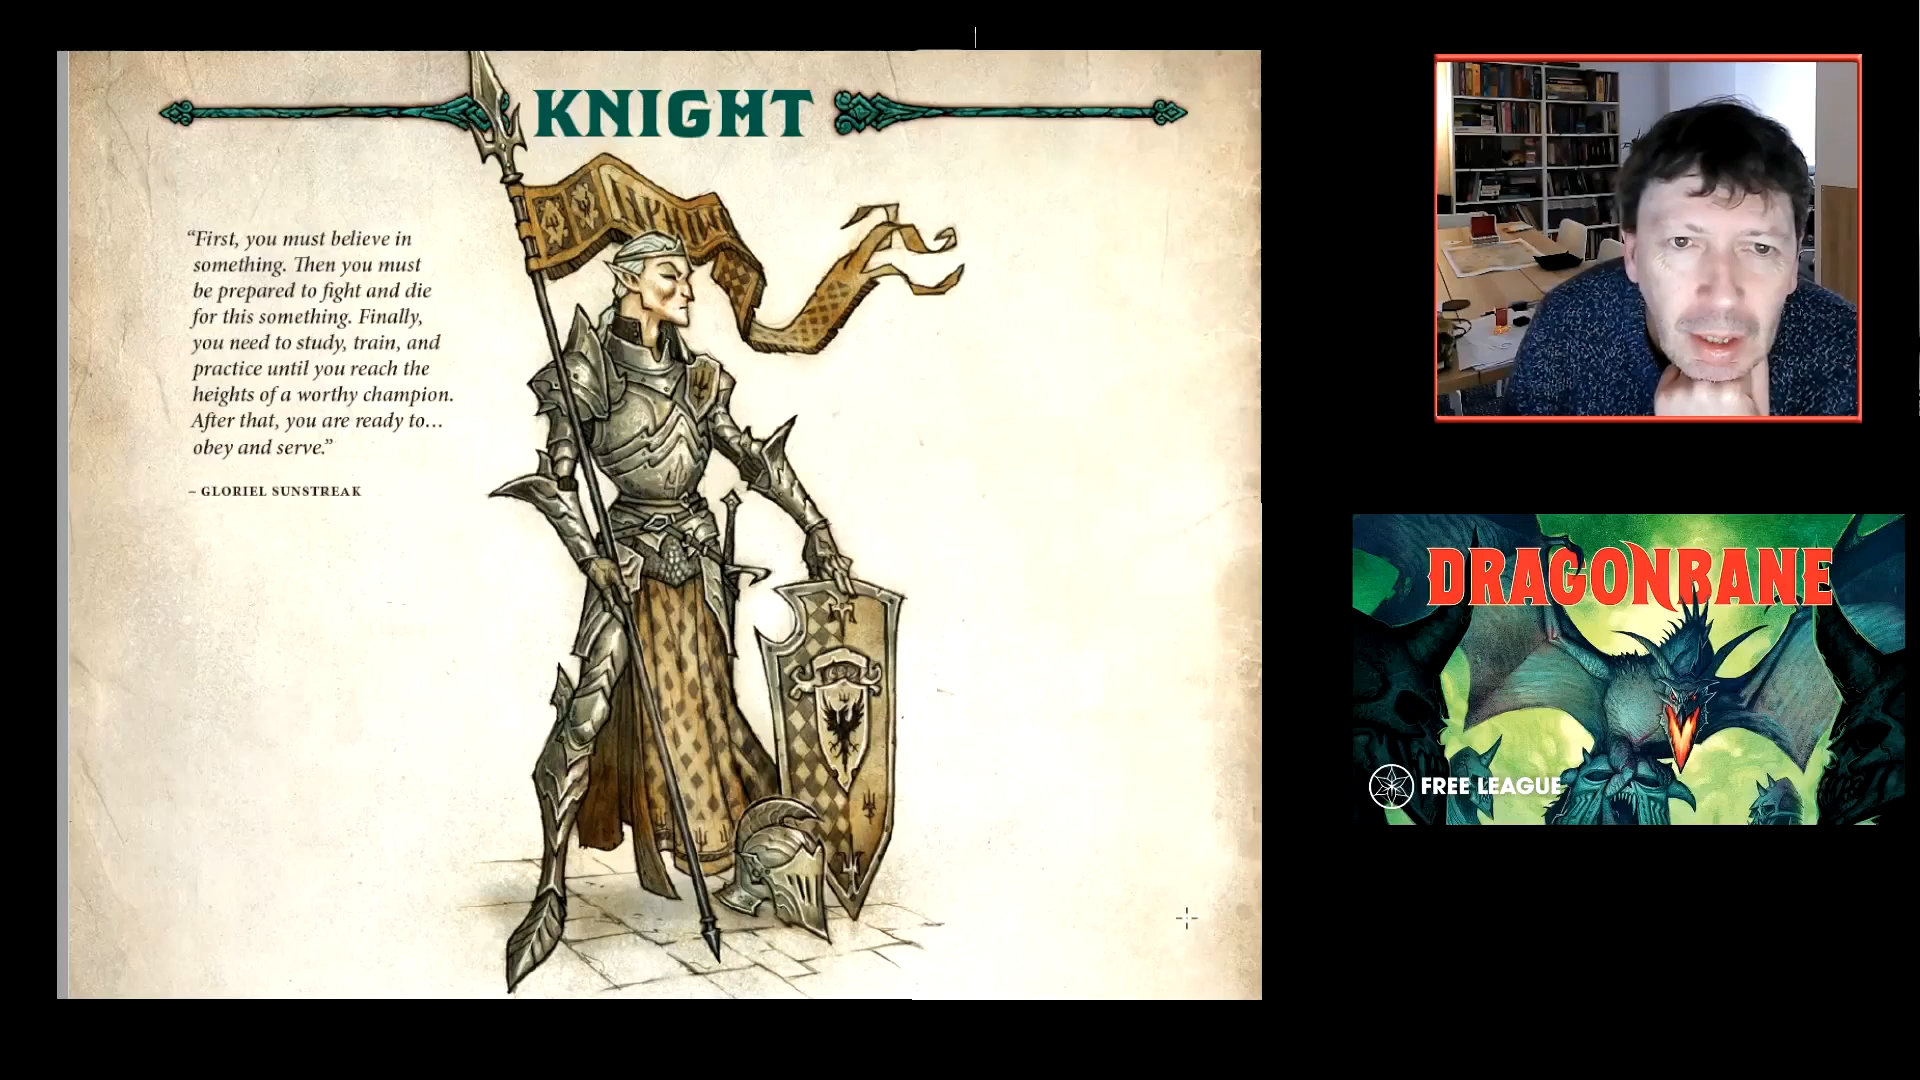 KNIGHT
“First, you must believe in
something. Then you must
be prepared to fight and die
for this something. Finally,
you need to study, train, and
practice until you reach the
heights of a worthy champion.
After that, you are ready to…
obey and serve.”
– GLORIEL SUNSTREAK
DRAGONBANE
FREE LEAGUE